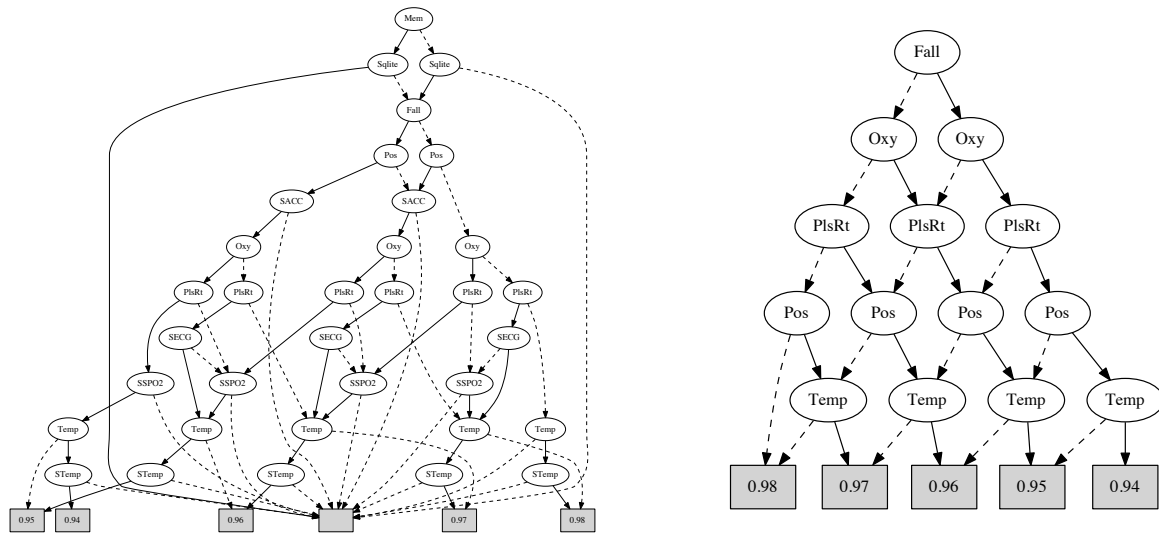 Mem
Sqlite Sqlite
Fall
Pos Pos
SACC SACC
Oxy Oxy Oxy
PlsRt PlsRt PlsRt PlsRt PlsRt PlsRt
SECG SECG SECG
SSPO2 SSPO2 SSPO2 SSPO2
Temp Temp Temp Temp Temp
STemp STemp STemp STemp STemp
0.95 0.94 0.96 0.97 0.98
Fall
Oxy Oxy
PlsRt PlsRt PlsRt
Pos Pos Pos Pos
Temp Temp Temp Temp
0.98 0.97 0.96 0.95 0.94